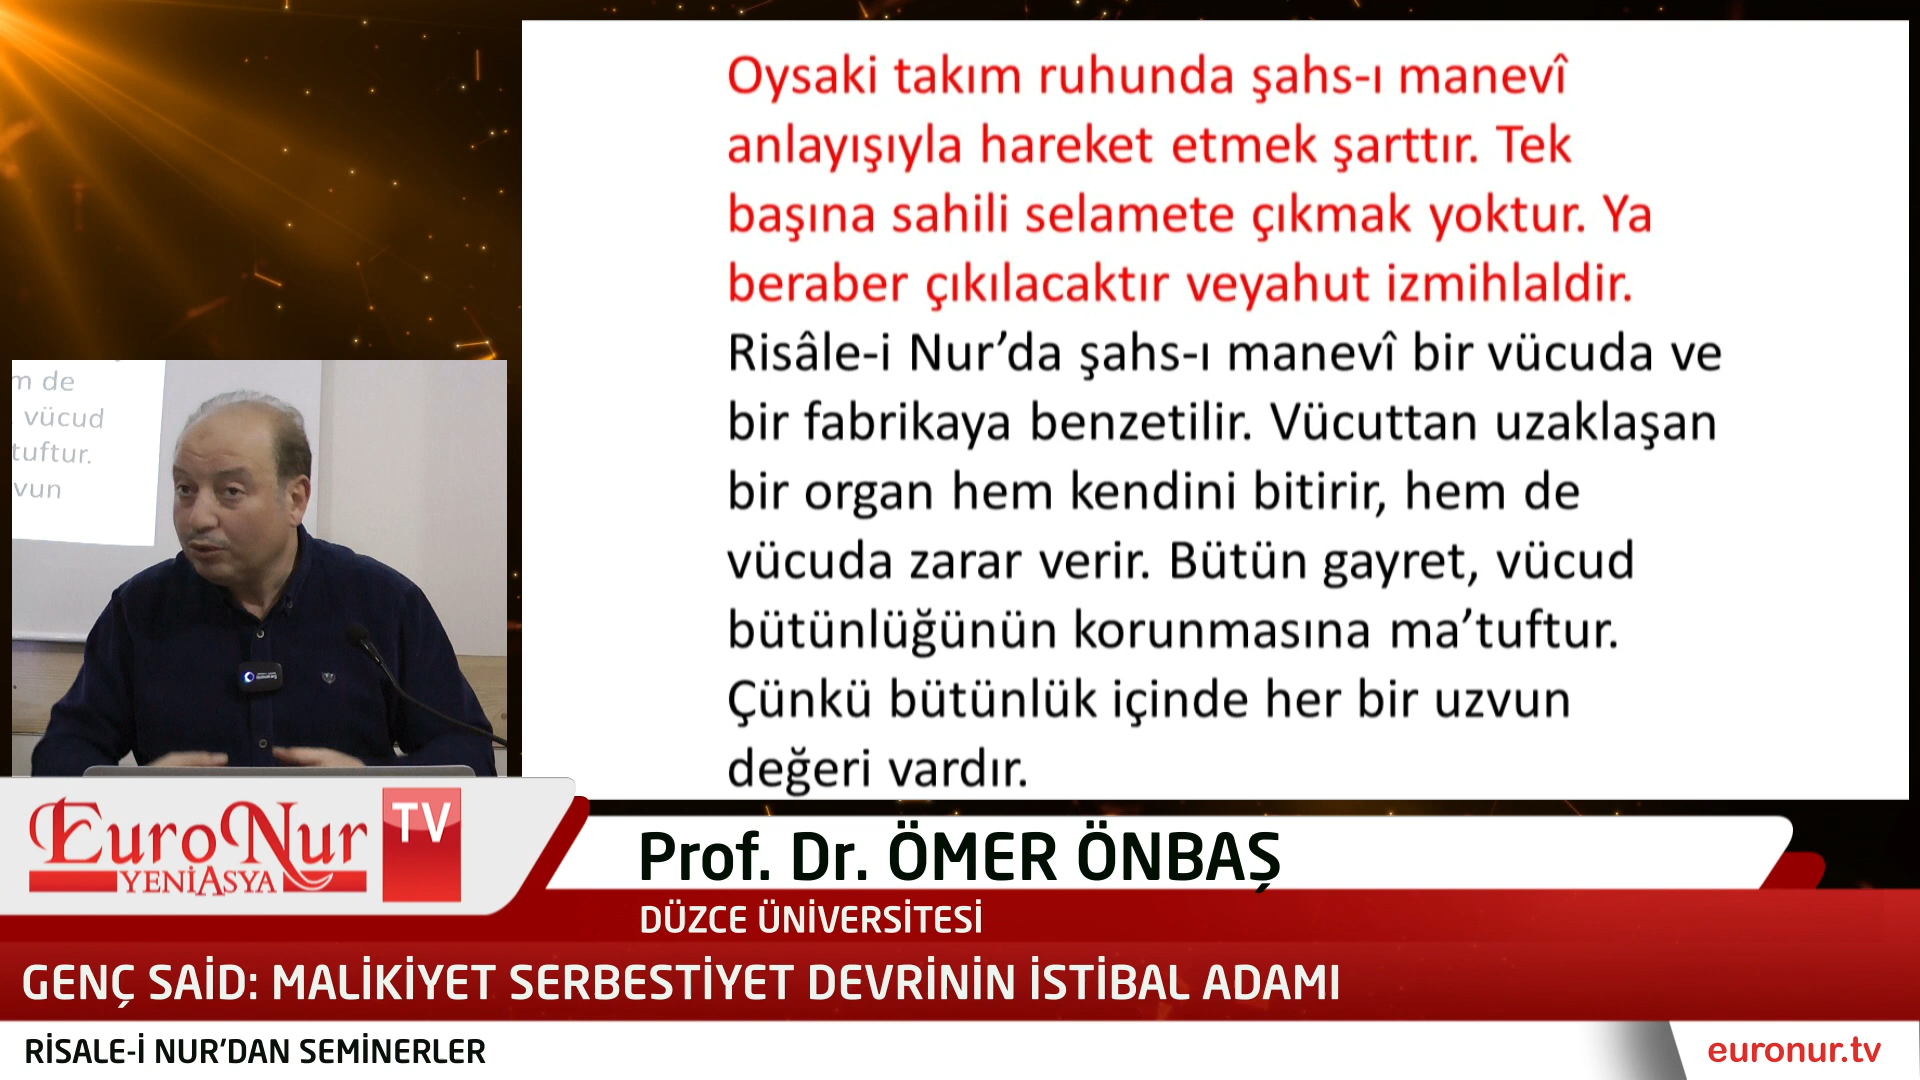 Oysaki takım ruhunda şahs-ı manevî
anlayışıyla hareket etmek şarttır. Tek
başına sahili selamete çıkmak yoktur. Ya
beraber çıkılacaktır veyahut izmihlaldir.
Risâle-i Nur’da şahs-ı manevî bir vücuda ve
bir fabrikaya benzetilir. Vücuttan uzaklaşan
bir organ hem kendini bitirir, hem de
vücuda zarar verir. Bütün gayret, vücud
bütünlüğünün korunmasına ma’tuftur.
Çünkü bütünlük içinde her bir uzvun
değeri vardır.
m de
vücud
tuftur.
vun
EuroNur TV
YENİASYA
Prof. Dr. ÖMER ÖNBAŞ
DÜZCE ÜNİVERSİTESİ
GENÇ SAİD: MALİKİYET SERBESTİYET DEVRİNİN İSTİBAL ADAMI
RİSALE-İ NUR’DAN SEMİNERLER
euronur.tv